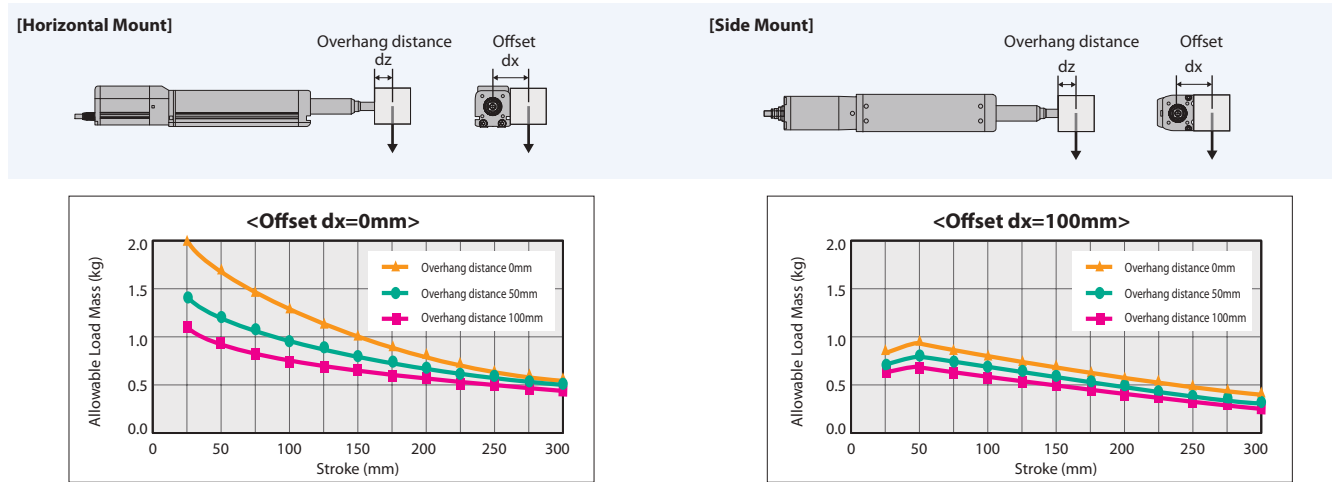 [Horizontal Mount]
Overhang distance
dz
Offset
dx
[Side Mount]
Overhang distance
dz
Offset
dx
<Offset dx=0mm>
Allowable Load Mass (kg)
2.0
1.5
1.0
0.5
0.0
Overhang distance 0mm
Overhang distance 50mm
Overhang distance 100mm
0 50 100 150 200 250 300
Stroke (mm)
<Offset dx=100mm>
Allowable Load Mass (kg)
2.0
1.5
1.0
0.5
0.0
Overhang distance 0mm
Overhang distance 50mm
Overhang distance 100mm
0 50 100 150 200 250 300
Stroke (mm)